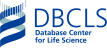 DBCLS
Database Center
for Life Science